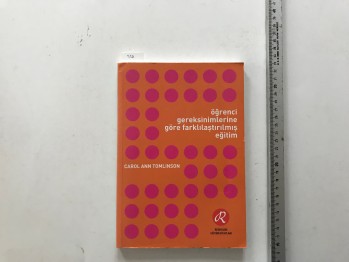 öğrenci
gereksinimlerine
göre farklılaştırılmış
eğitim
CAROL ANN TOMLINSON
R